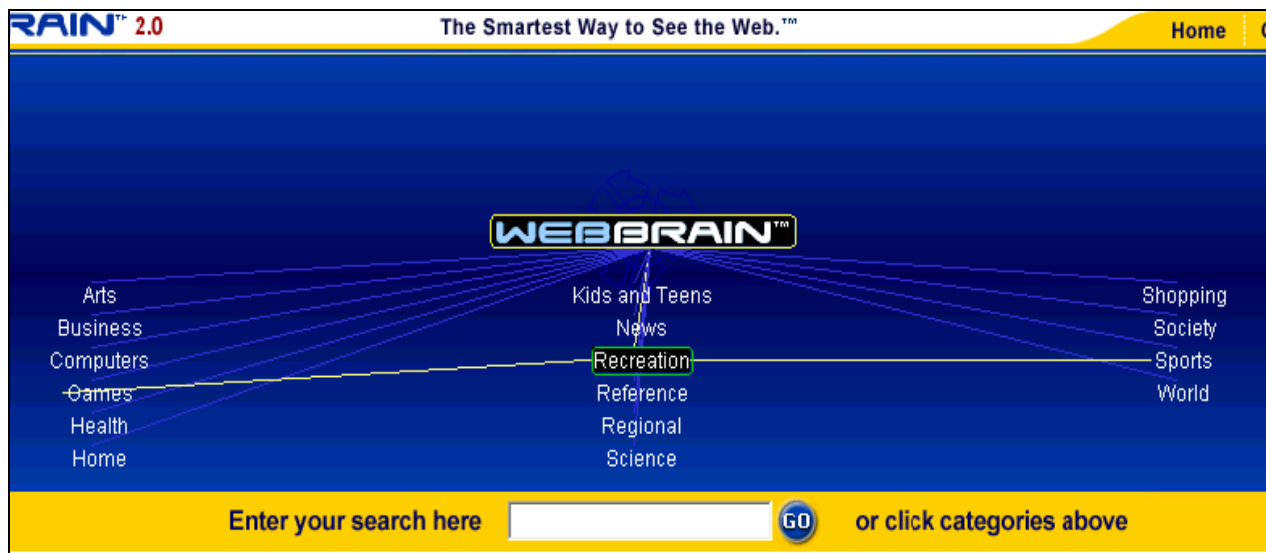 RAIN™ 2.0 The Smartest Way to See the Web.™ Home
WEBBRAIN™
Arts Kids and Teens Shopping
Business News Society
Computers Recreation Sports
Games Reference World
Health Regional
Home Science
Enter your search here GO or click categories above